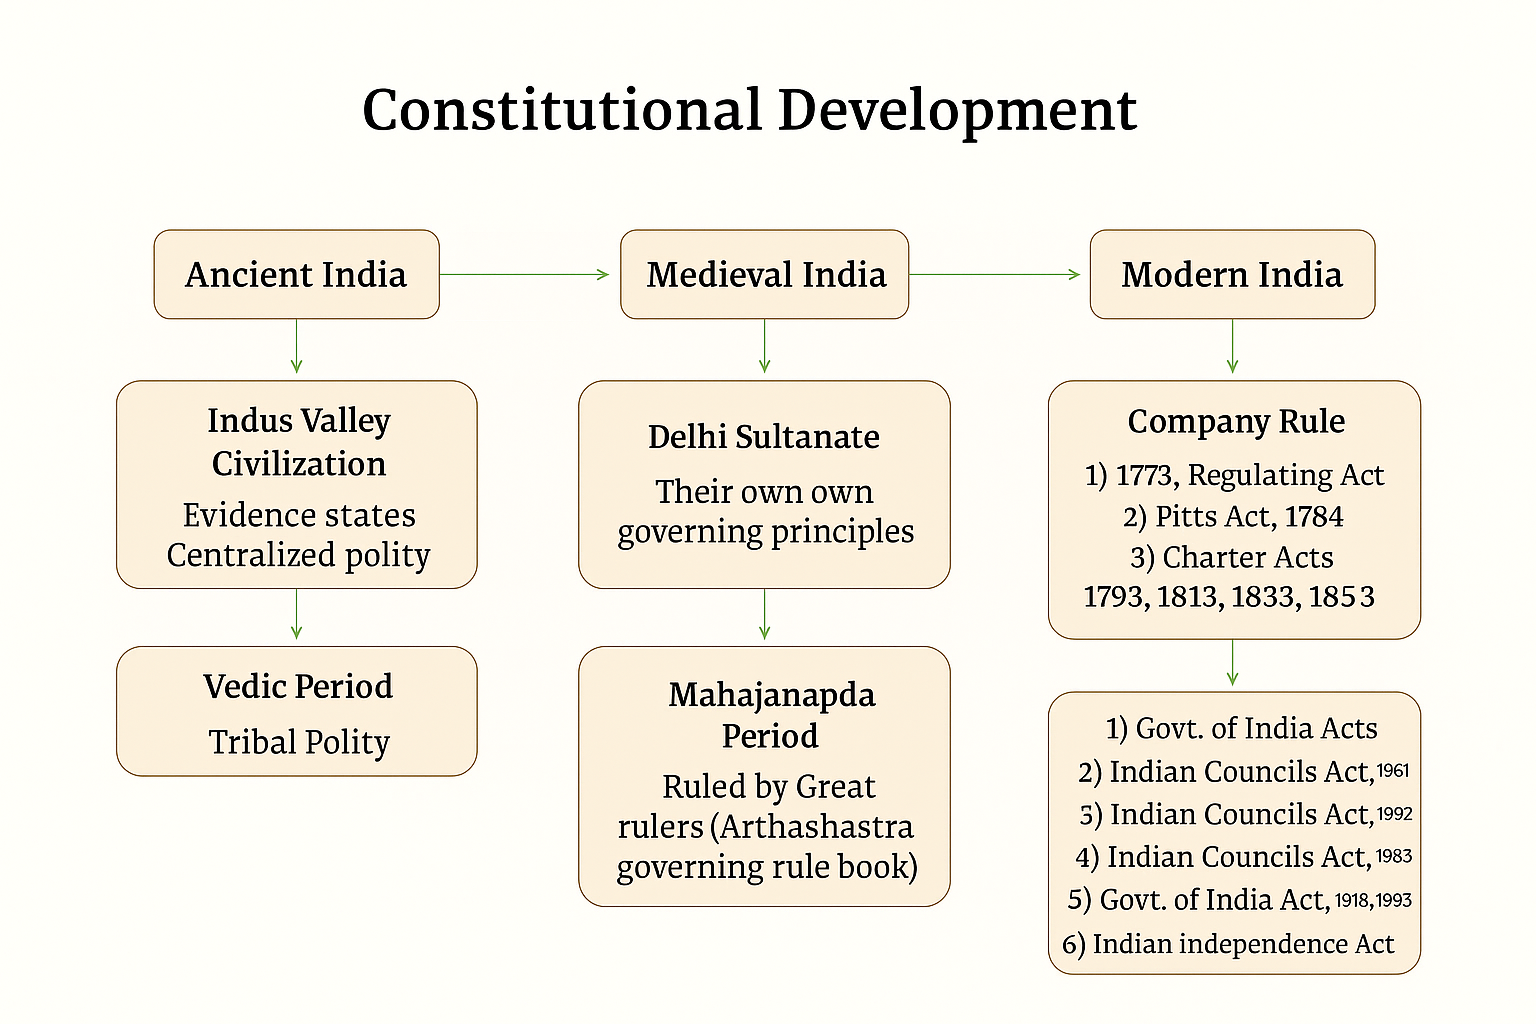 Constitutional Development
Ancient India
Medieval India
Modern India
Indus Valley
Civilization
Evidence states
Centralized polity
Vedic Period
Tribal Polity
Delhi Sultanate
Their own own
governing principles
Mahajanapda
Period
Ruled by Great
rulers (Arthashastra
governing rule book)
Company Rule
1) 1773, Regulating Act
2) Pitts Act, 1784
3) Charter Acts
1793, 1813, 1833, 1853
1) Govt. of India Acts
2) Indian Councils Act, 1961
3) Indian Councils Act, 1992
4) Indian Councils Act, 1983
5) Govt. of India Act, 1918, 1993
6) Indian independence Act